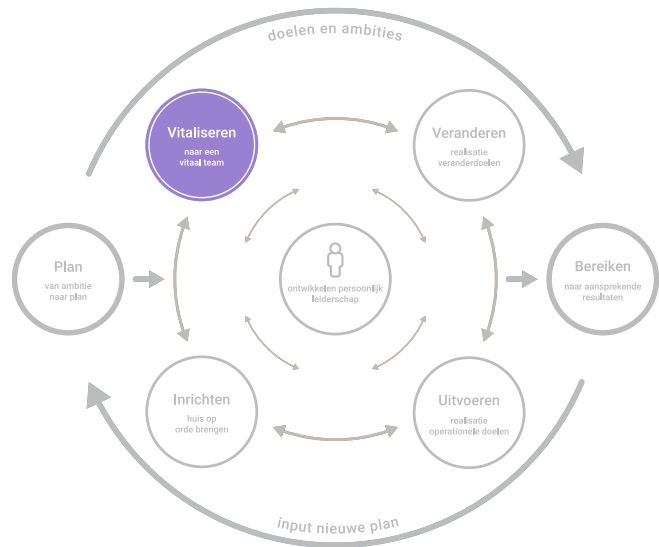 doelen en ambities
Vitaliseren
naar een
vitaal team
Veranderen
realisatie
veranderdoelen
Plan
van ambitie
naar plan
ontwikkelen persoonlijk
leiderschap
Bereiken
naar aansprekende
resultaten
Inrichten
huis op
orde brengen
Uitvoeren
realisatie
operationele doelen
input nieuwe plan